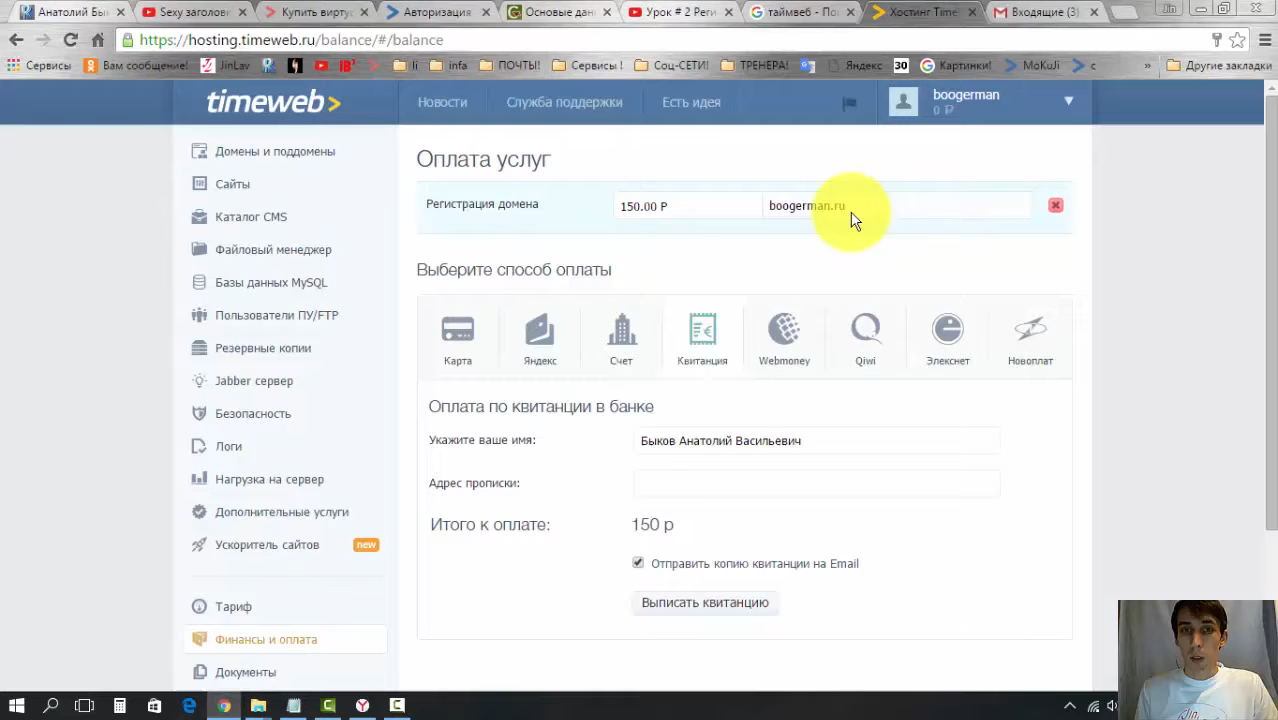 Анатолий Бык
Sexy заголов
Купить вирту
Авторизация
Основые дан
Урок # 2 Реги
таймвеб - По
Хостинг Time
Входящие (3)
https://hosting.timeweb.ru/balance/#/balance
Сервисы
Вам сообщение!
JinLav
li
infa
ПОЧТЫ!
Сервисы !
Соц-СЕТИ!
ТРЕНЕРА!
Яндекс
30
Картинки!
MoKuJi
с
»
Другие закладки
timeweb>
Новости
Служба поддержки
Есть идея
boogerman
0 ₽
Домены и поддомены
Сайты
Каталог CMS
Файловый менеджер
Базы данных MySQL
Пользователи ПУ/FTP
Резервные копии
Jabber сервер
Безопасность
Логи
Нагрузка на сервер
Дополнительные услуги
Ускоритель сайтов new
Тариф
Финансы и оплата
Документы
Оплата услуг
Регистрация домена 150.00 Р boogerman.ru
Выберите способ оплаты
Карта
Яндекс
Счет
Квитанция
Webmoney
Qiwi
Элекснет
Новоплат
Оплата по квитанции в банке
Укажите ваше имя: Быков Анатолий Васильевич
Адрес прописки:
Итого к оплате: 150 р
Отправить копию квитанции на Email
Выписать квитанцию